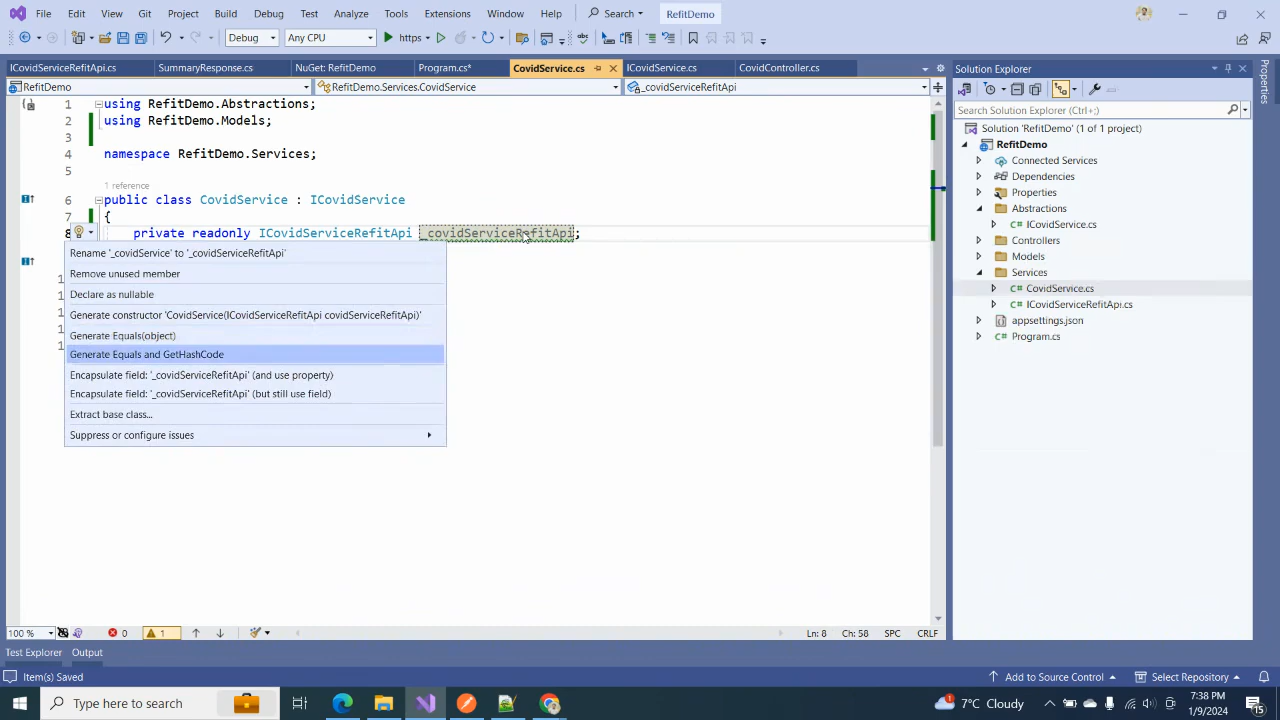 File Edit View Git Project Build Debug Test Analyze Tools Extensions Window Help Search RefitDemo
Debug Any CPU https
ICovidServiceRefitApi.cs SummaryResponse.cs NuGet: RefitDemo Program.cs* CovidService.cs ICovidService.cs CovidController.cs
RefitDemo RefitDemo.Services.CovidService _covidServiceRefitApi
1 using RefitDemo.Abstractions;
2 using RefitDemo.Models;
3
4 namespace RefitDemo.Services;
5
1 reference
6 public class CovidService : ICovidService
7 {
8 private readonly ICovidServiceRefitApi _covidServiceRefitApi;
Rename '_covidService' to '_covidServiceRefitApi'
Remove unused member
Declare as nullable
Generate constructor 'CovidService(ICovidServiceRefitApi covidServiceRefitApi)'
Generate Equals(object)
Generate Equals and GetHashCode
Encapsulate field: '_covidServiceRefitApi' (and use property)
Encapsulate field: '_covidServiceRefitApi' (but still use field)
Extract base class...
Suppress or configure issues
1
1
1
1
1
100 % 0 1 Ln: 8 Ch: 58 SPC CRLF
Test Explorer Output
Item(s) Saved Add to Source Control Select Repository
Solution Explorer
Search Solution Explorer (Ctrl+;)
Solution 'RefitDemo' (1 of 1 project)
RefitDemo
Connected Services
Dependencies
Properties
Abstractions
ICovidService.cs
Controllers
Models
Services
CovidService.cs
ICovidServiceRefitApi.cs
appsettings.json
Program.cs
Properties
Type here to search
7°C Cloudy
7:38 PM
1/9/2024
15